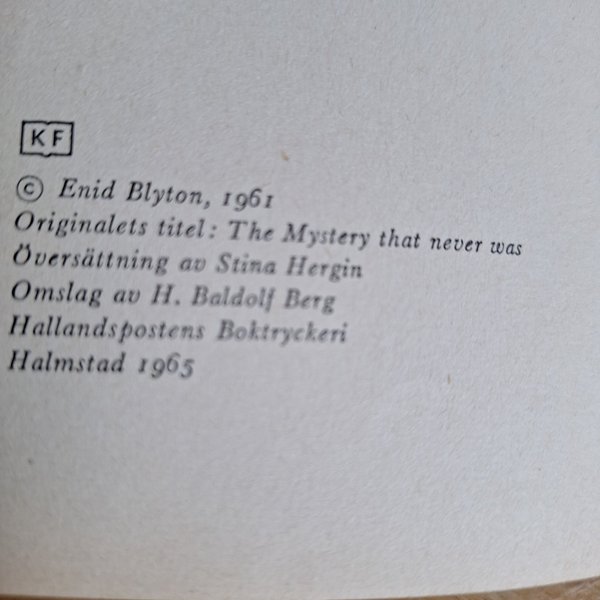 KF
© Enid Blyton, 1961
Originalets titel: The Mystery that never was
Översättning av Stina Hergin
Omslag av H. Baldolf Berg
Hallandspostens Boktryckeri
Halmstad 1965